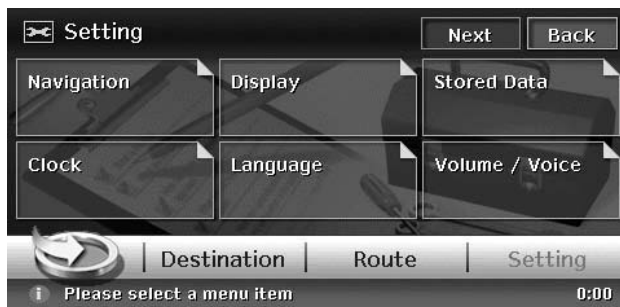 Setting Next Back
Navigation Display Stored Data
Clock Language Volume / Voice
Destination Route Setting
i Please select a menu item 0:00